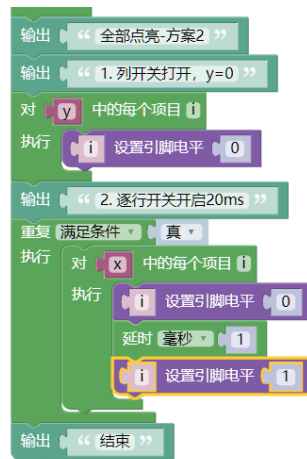 输出 “ 全部点亮-方案2 ”
输出 “ 1. 列开关打开，y=0 ”
对 y 中的每个项目 i
执行 i 设置引脚电平 0
输出 “ 2. 逐行开关开启20ms ”
重复 满足条件 真
执行 对 x 中的每个项目 i
执行 i 设置引脚电平 0
延时 毫秒 1
i 设置引脚电平 1
输出 “ 结束 ”